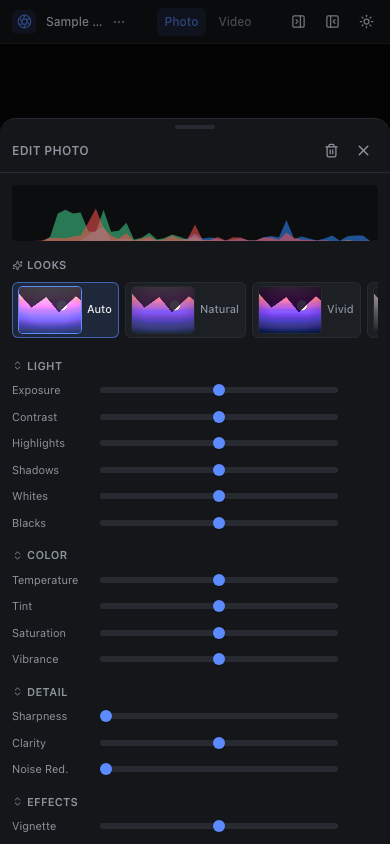 Sample ... ...
Photo Video
EDIT PHOTO
LOOKS
Auto Natural Vivid
LIGHT
Exposure
Contrast
Highlights
Shadows
Whites
Blacks
COLOR
Temperature
Tint
Saturation
Vibrance
DETAIL
Sharpness
Clarity
Noise Red.
EFFECTS
Vignette